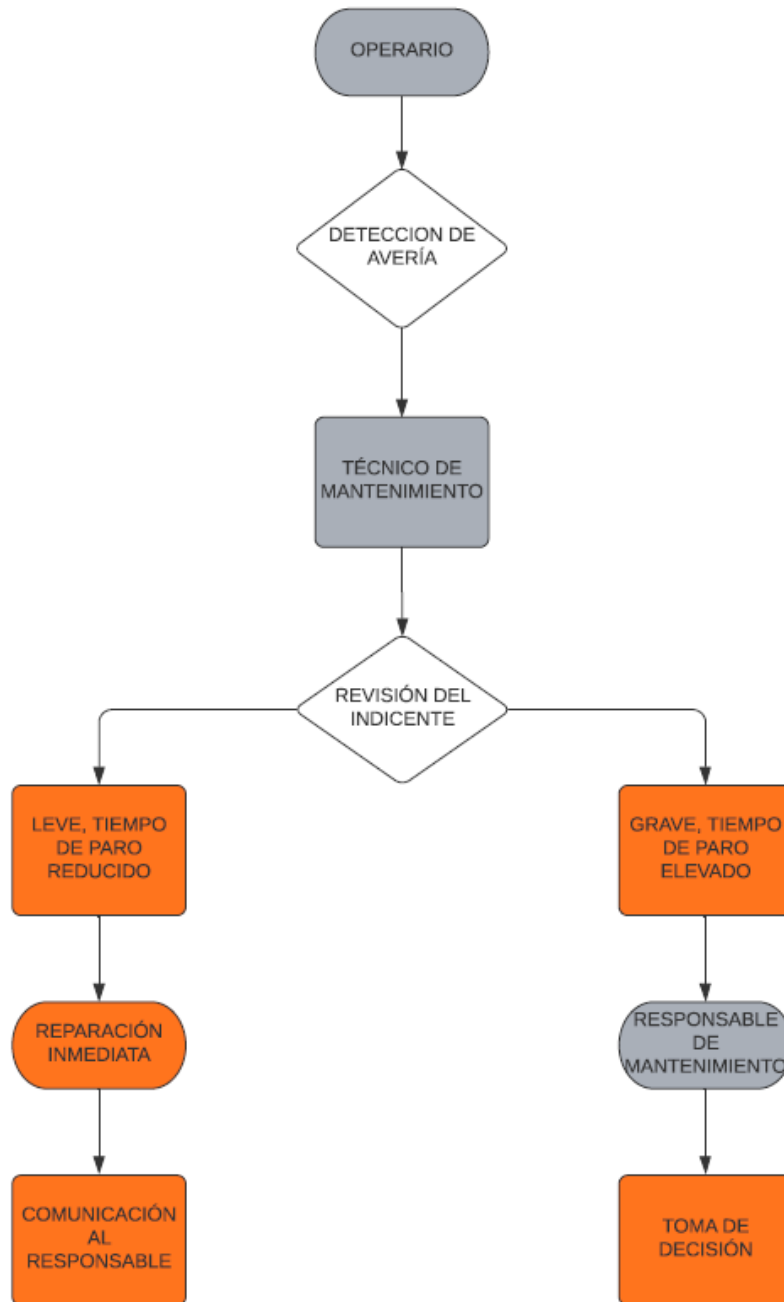 OPERARIO
DETECCION DE
AVERÍA
TÉCNICO DE
MANTENIMIENTO
REVISIÓN DEL
INDICENTE
LEVE, TIEMPO
DE PARO
REDUCIDO
GRAVE, TIEMPO
DE PARO
ELEVADO
REPARACIÓN
INMEDIATA
RESPONSABLE
DE
MANTENIMIENTO
COMUNICACIÓN
AL
RESPONSABLE
TOMA DE
DECISIÓN